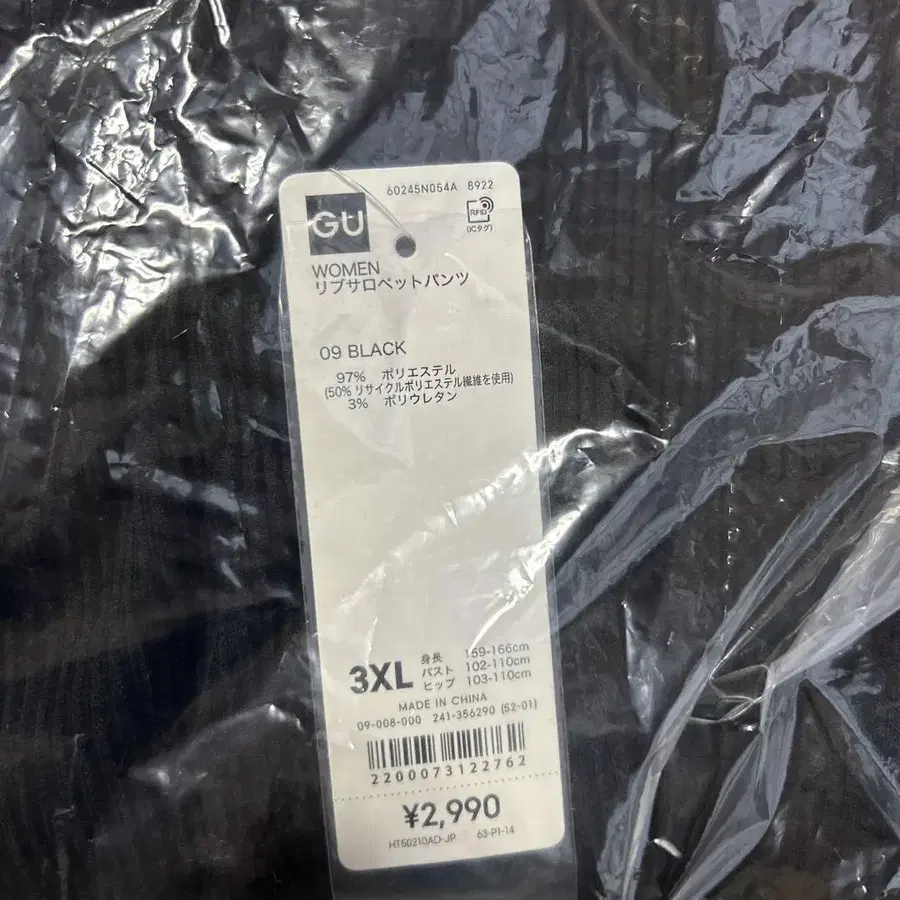 60245N054A 8922
GU
RFID
(ICタグ)
WOMEN
リブサロペットパンツ
09 BLACK
97% ポリエステル
(50% リサイクルポリエステル繊維を使用)
3% ポリウレタン
3XL
身長 159-166cm
バスト 102-110cm
ヒップ 103-110cm
MADE IN CHINA
09-008-000 241-356290 (52-01)
2200073122762
¥2,990
HT50210AD-JP 63-P1-14